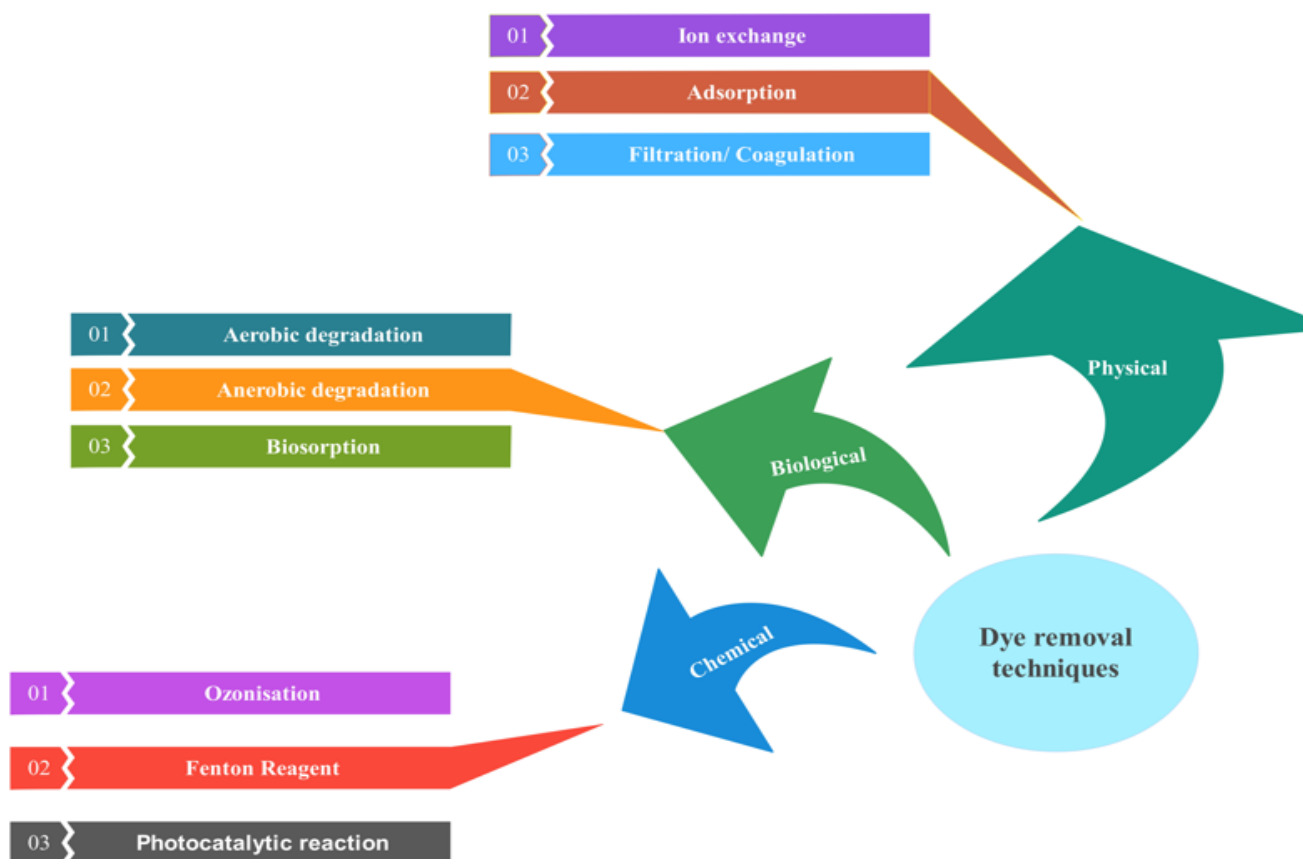 01 Ion exchange
02 Adsorption
03 Filtration/ Coagulation
Physical
01 Aerobic degradation
02 Anerobic degradation
03 Biosorption
Biological
Chemical
Dye removal
techniques
01 Ozonisation
02 Fenton Reagent
03 Photocatalytic reaction